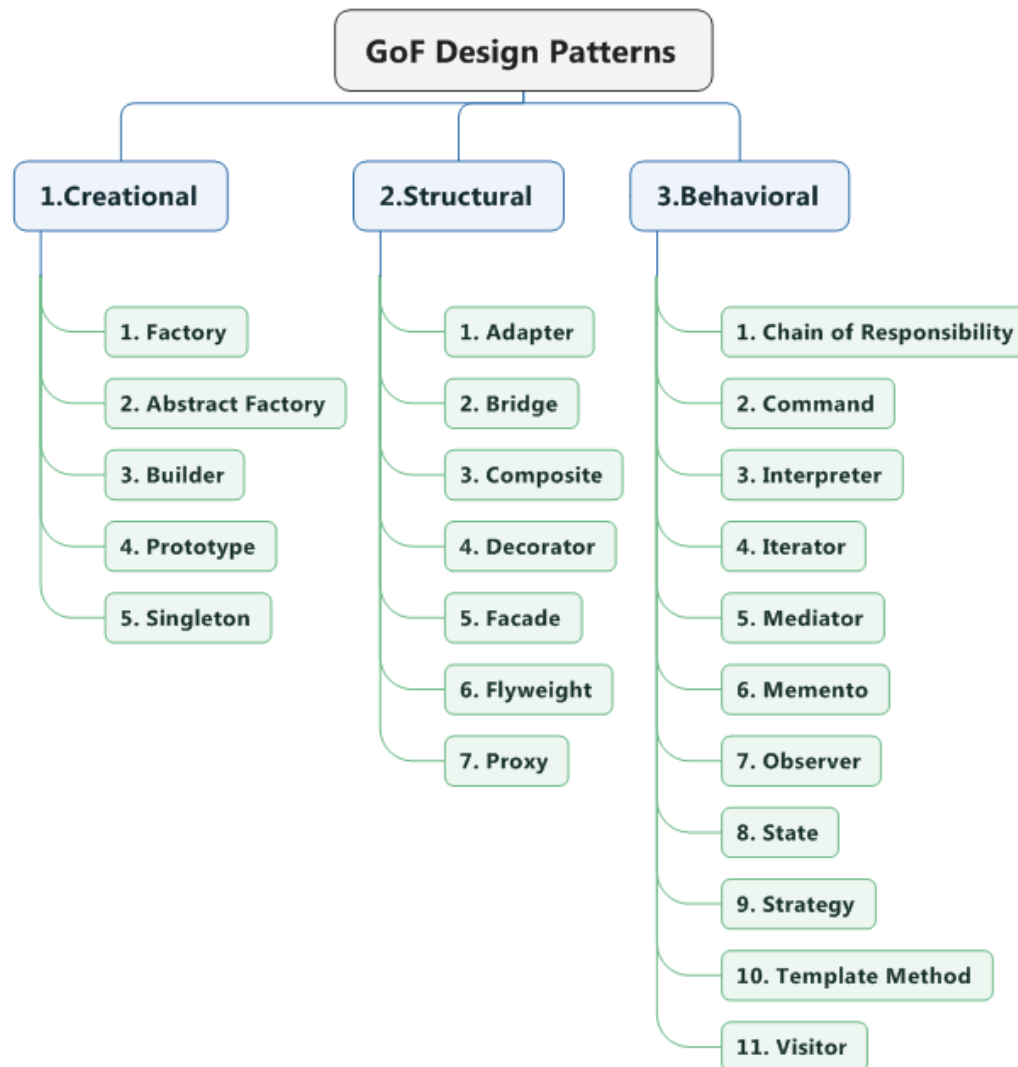 GoF Design Patterns
1.Creational
1. Factory
2. Abstract Factory
3. Builder
4. Prototype
5. Singleton
2.Structural
1. Adapter
2. Bridge
3. Composite
4. Decorator
5. Facade
6. Flyweight
7. Proxy
3.Behavioral
1. Chain of Responsibility
2. Command
3. Interpreter
4. Iterator
5. Mediator
6. Memento
7. Observer
8. State
9. Strategy
10. Template Method
11. Visitor